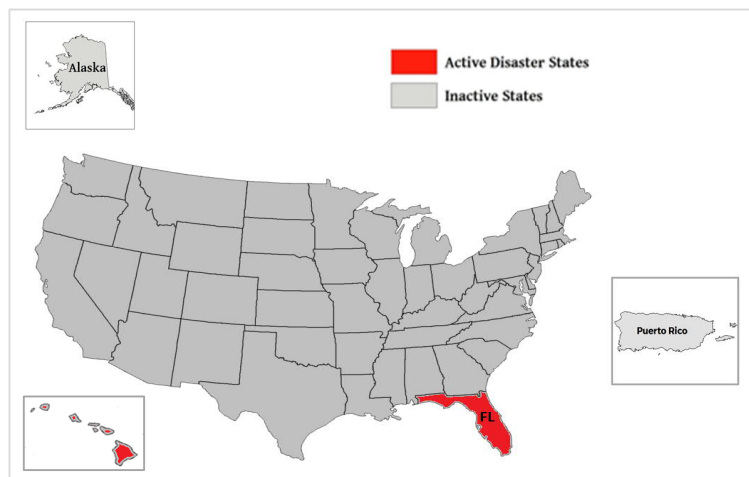 Alaska
Active Disaster States
Inactive States
Puerto Rico
FL